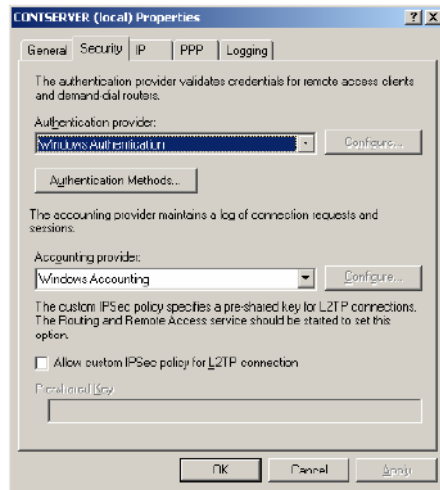 CONTSERVER (local) Properties
General Security IP PPP Logging
The authentication provider validates credentials for remote access clients
and demand-dial routers.
Authentication provider:
Windows Authentication Configure...
Authentication Methods...
The accounting provider maintains a log of connection requests and
sessions.
Accounting provider:
Windows Accounting Configure...
The custom IPSec policy specifies a pre-shared key for L2TP connections.
The Routing and Remote Access service should be started to set this
option.
Allow custom IPSec policy for L2TP connection
Pre-shared Key
OK Cancel Apply